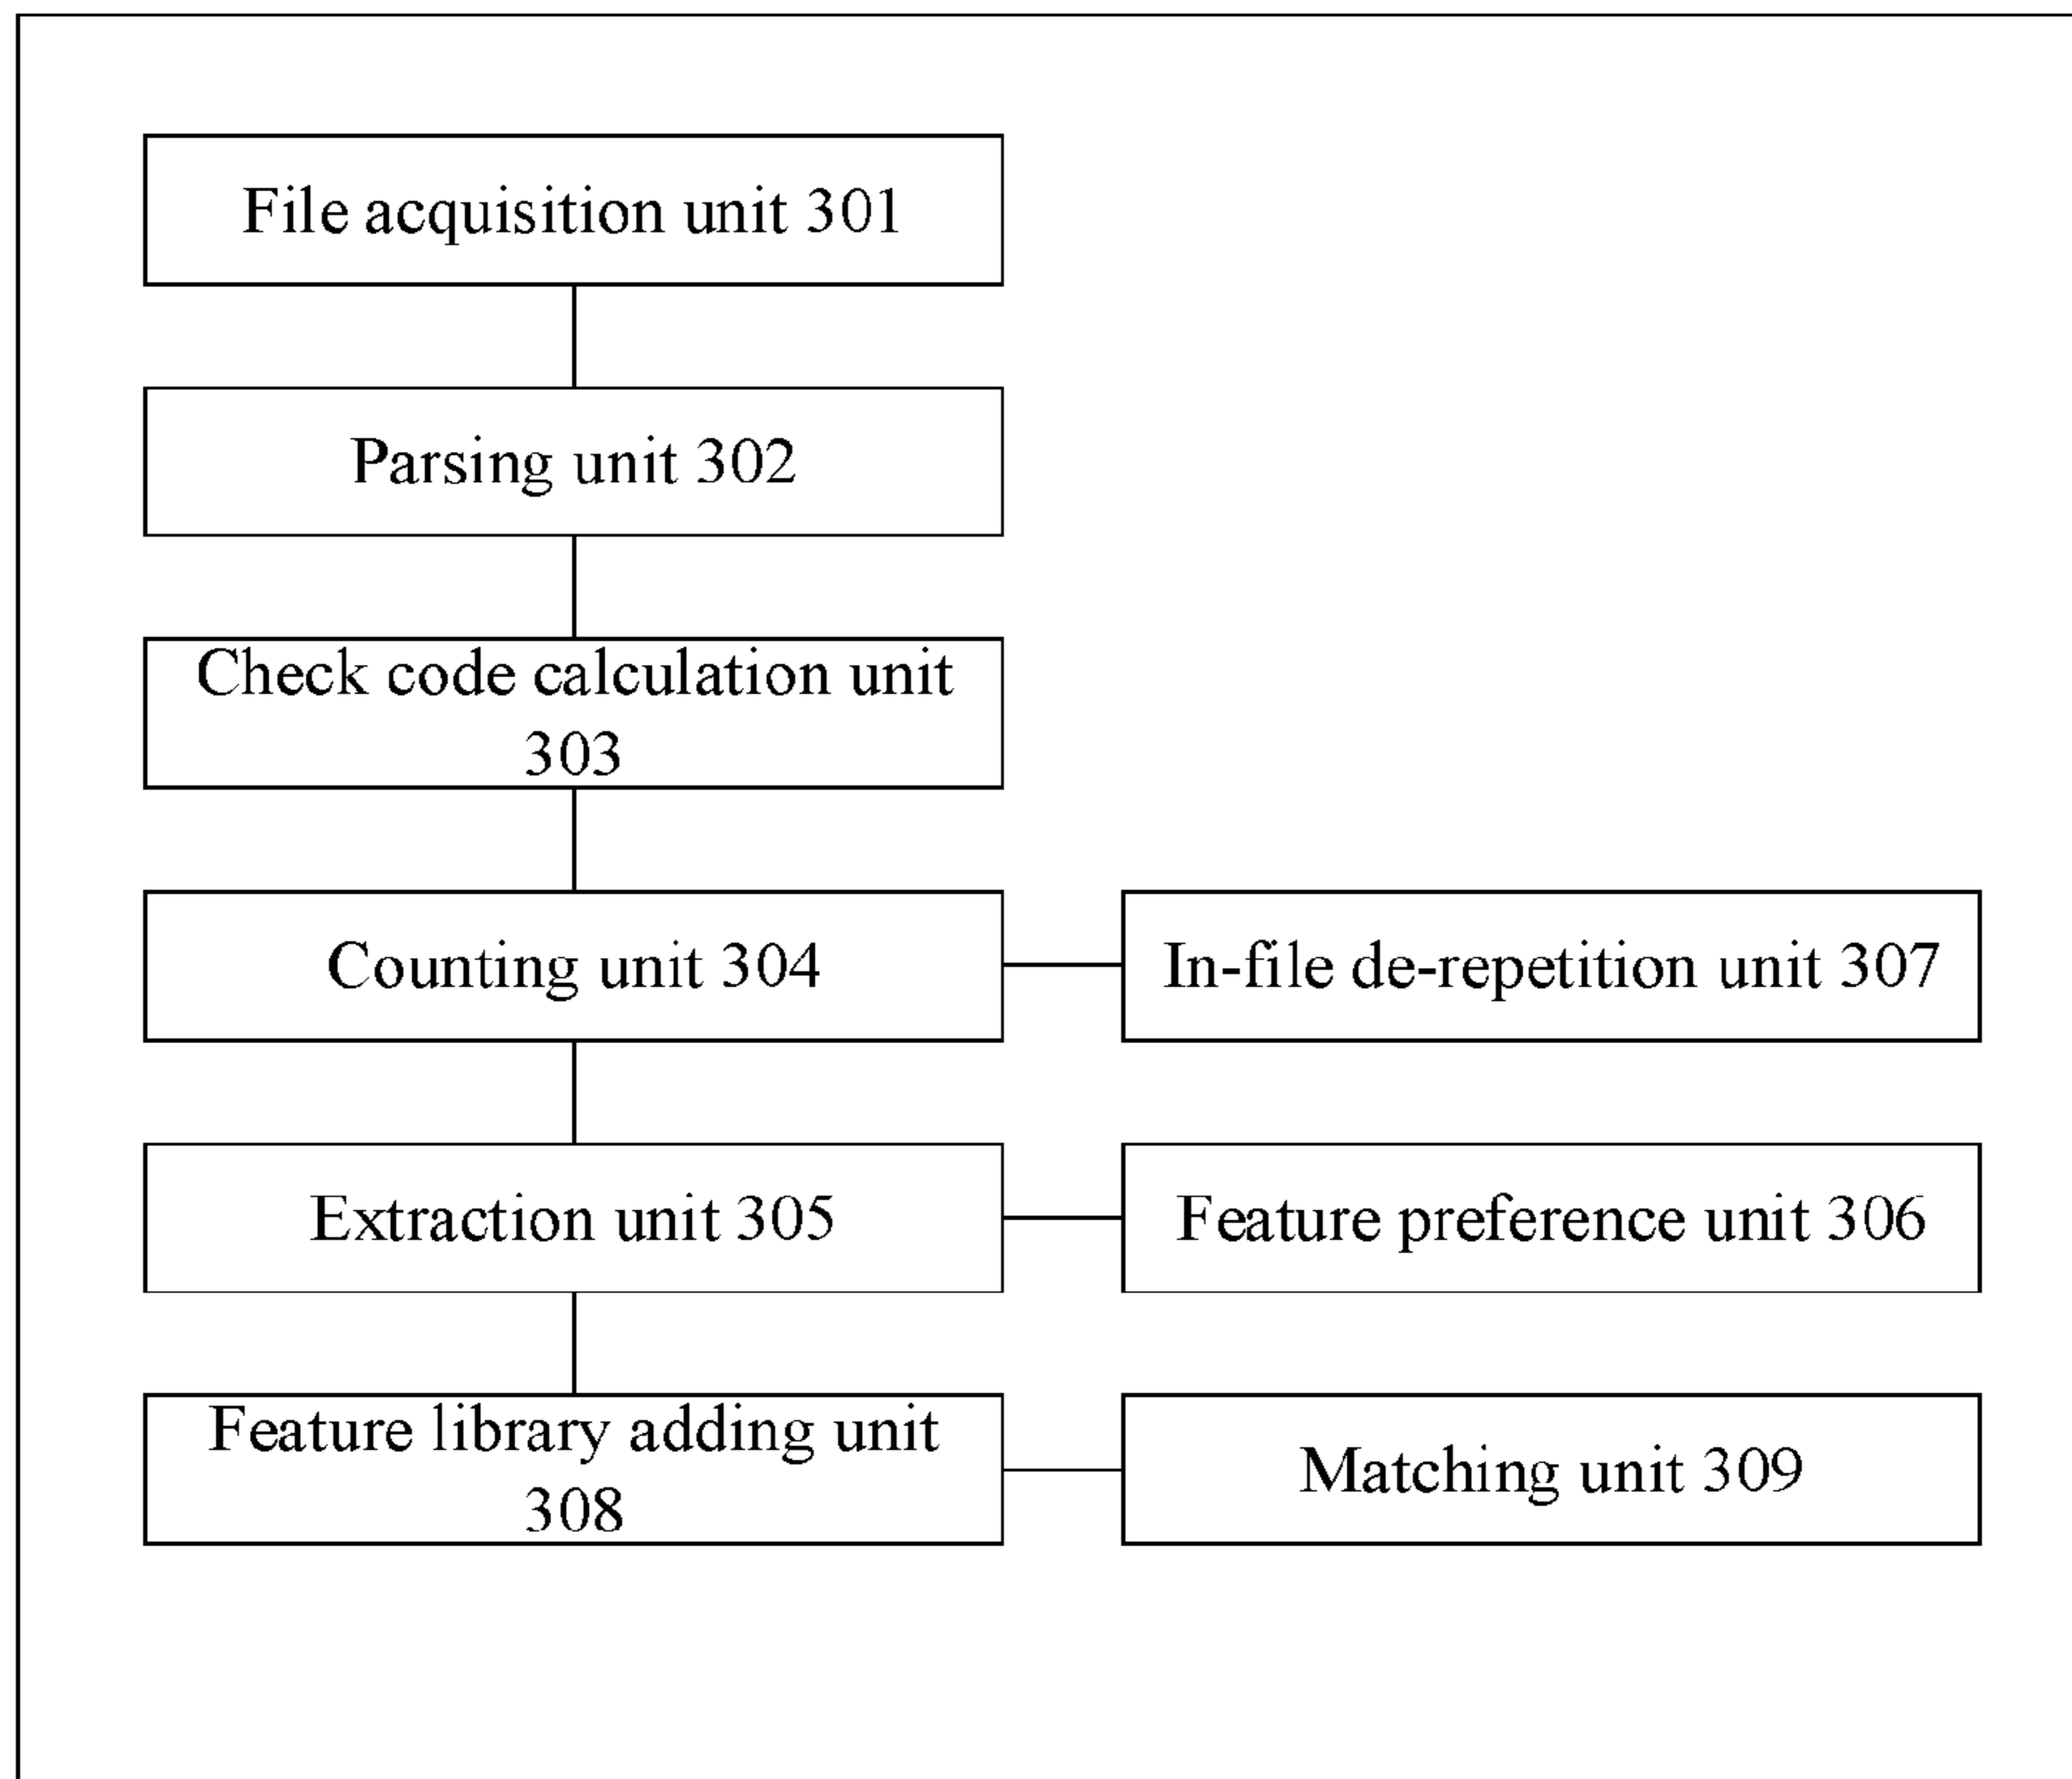 File acquisition unit 301
Parsing unit 302
Check code calculation unit
303
Counting unit 304
In-file de-repetition unit 307
Extraction unit 305
Feature preference unit 306
Feature library adding unit
308
Matching unit 309